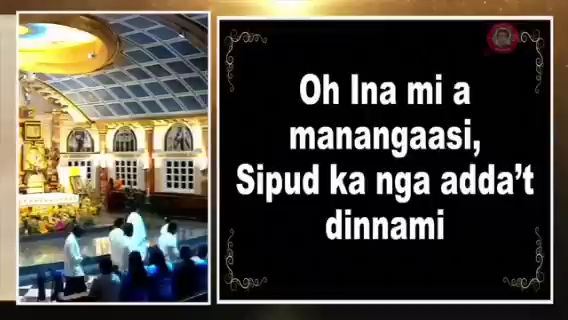 Oh Ina mi a
manangaasi,
Sipud ka nga adda't
dinnami